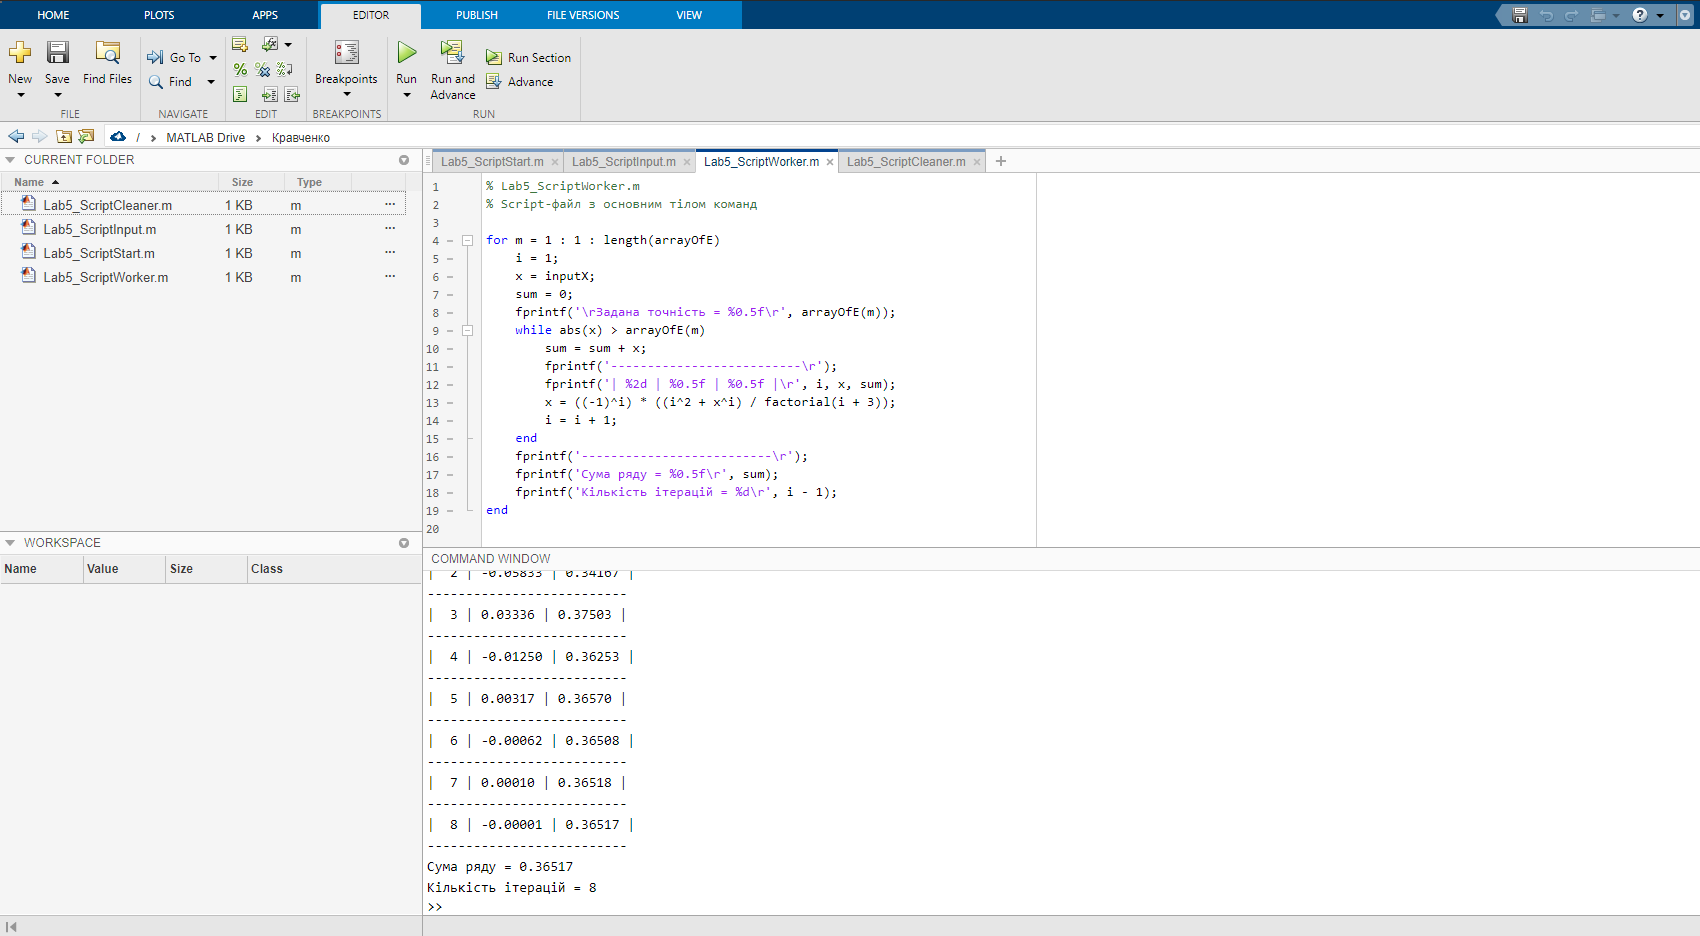 HOME PLOTS APPS EDITOR PUBLISH FILE VERSIONS VIEW
New Save Find Files Go To Find Breakpoints Run Run and Advance Run Section Advance
FILE NAVIGATE EDIT BREAKPOINTS RUN
/ MATLAB Drive Кравченко
CURRENT FOLDER
Name Size Type
Lab5_ScriptCleaner.m 1 KB m
Lab5_ScriptInput.m 1 KB m
Lab5_ScriptStart.m 1 KB m
Lab5_ScriptWorker.m 1 KB m
WORKSPACE
Name Value Size Class
Lab5_ScriptStart.m Lab5_ScriptInput.m Lab5_ScriptWorker.m Lab5_ScriptCleaner.m
1 % Lab5_ScriptWorker.m
2 % Script-файл з основним тілом команд
3
4 for m = 1 : 1 : length(arrayOfE)
5 i = 1;
6 x = inputX;
7 sum = 0;
8 fprintf('\rЗадана точність = %0.5f\r', arrayOfE(m));
9 while abs(x) > arrayOfE(m)
10 sum = sum + x;
11 fprintf('--------------------------\r');
12 fprintf('| %2d | %0.5f | %0.5f |\r', i, x, sum);
13 x = ((-1)^i) * ((i^2 + x^i) / factorial(i + 3));
14 i = i + 1;
15 end
16 fprintf('--------------------------\r');
17 fprintf('Сума ряду = %0.5f\r', sum);
18 fprintf('Кількість ітерацій = %d\r', i - 1);
19 end
20
COMMAND WINDOW
| 2 | -0.05833 | 0.34167 |
--------------------------
| 3 | 0.03336 | 0.37503 |
--------------------------
| 4 | -0.01250 | 0.36253 |
--------------------------
| 5 | 0.00317 | 0.36570 |
--------------------------
| 6 | -0.00062 | 0.36508 |
--------------------------
| 7 | 0.00010 | 0.36518 |
--------------------------
| 8 | -0.00001 | 0.36517 |
--------------------------
Сума ряду = 0.36517
Кількість ітерацій = 8
>>